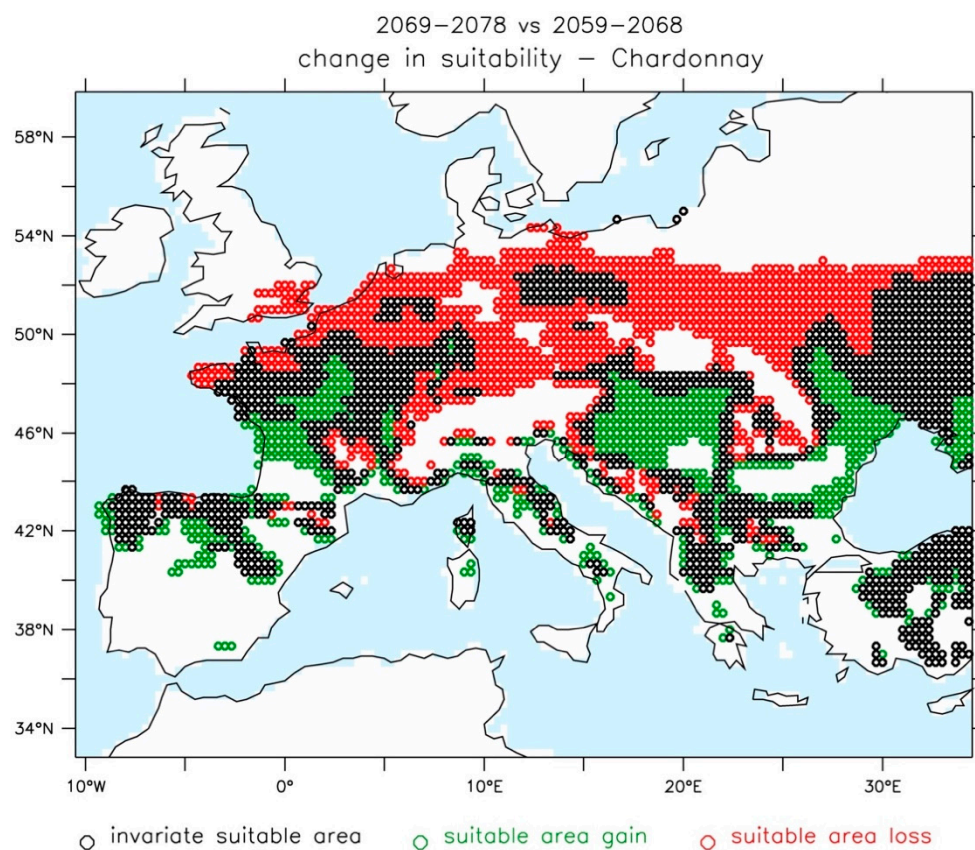 2069−2078 vs 2059−2068
change in suitability − Chardonnay
58°N
54°N
50°N
46°N
42°N
38°N
34°N
10°W 0° 10°E 20°E 30°E
invariate suitable area suitable area gain suitable area loss